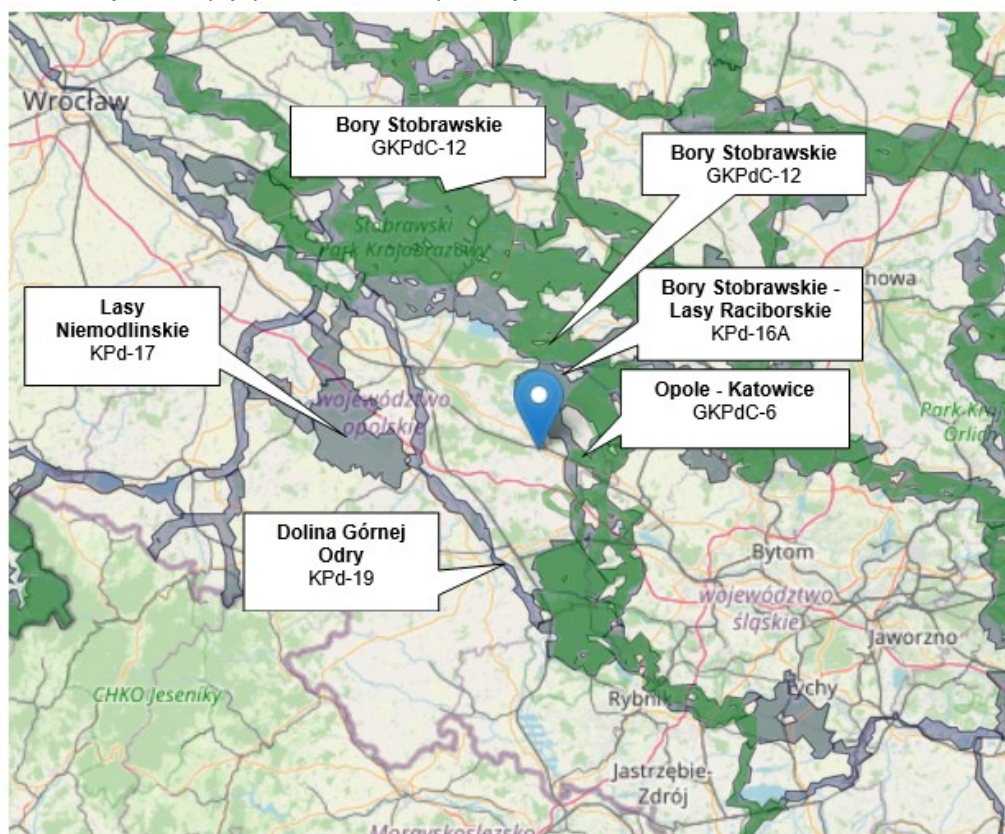 Wrocław
Bory Stobrawskie
GKPdC-12
Bory Stobrawskie
GKPdC-12
Stobrawski
Park Krajobrazowy
Bory Stobrawskie -
Lasy Raciborskie
KPd-16A
chowa
Lasy
Niemodlinskie
KPd-17
województwo
opolskie
Opole - Katowice
GKPdC-6
Park Kra
Orlich
Dolina Górnej
Odry
KPd-19
Bytom
województwo
śląskie
Jaworzno
CHKO Jeseníky
Rybnik
Tychy
Jastrzębie-
Zdrój
Moravskoslezsko